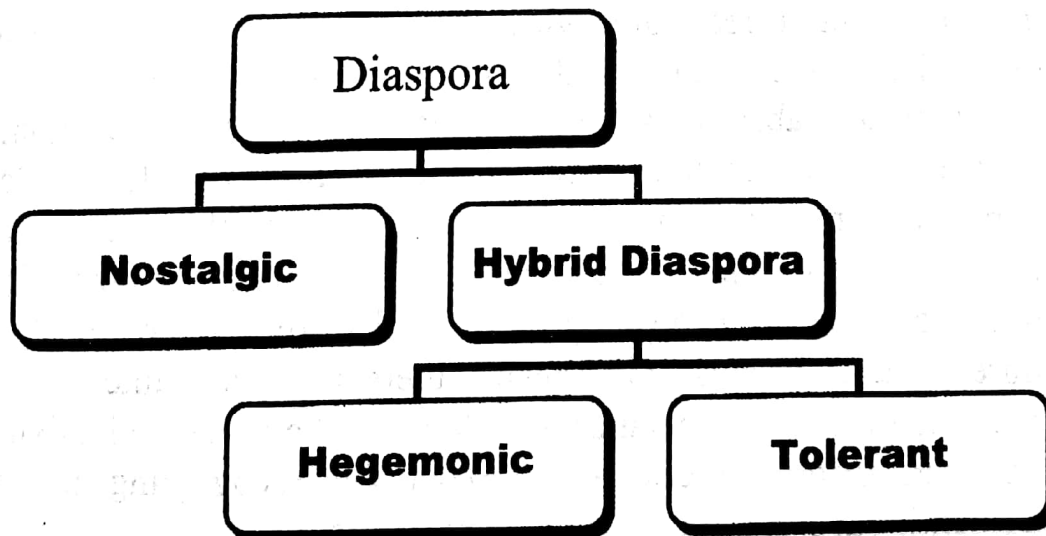 Diaspora
Nostalgic
Hybrid Diaspora
Hegemonic
Tolerant